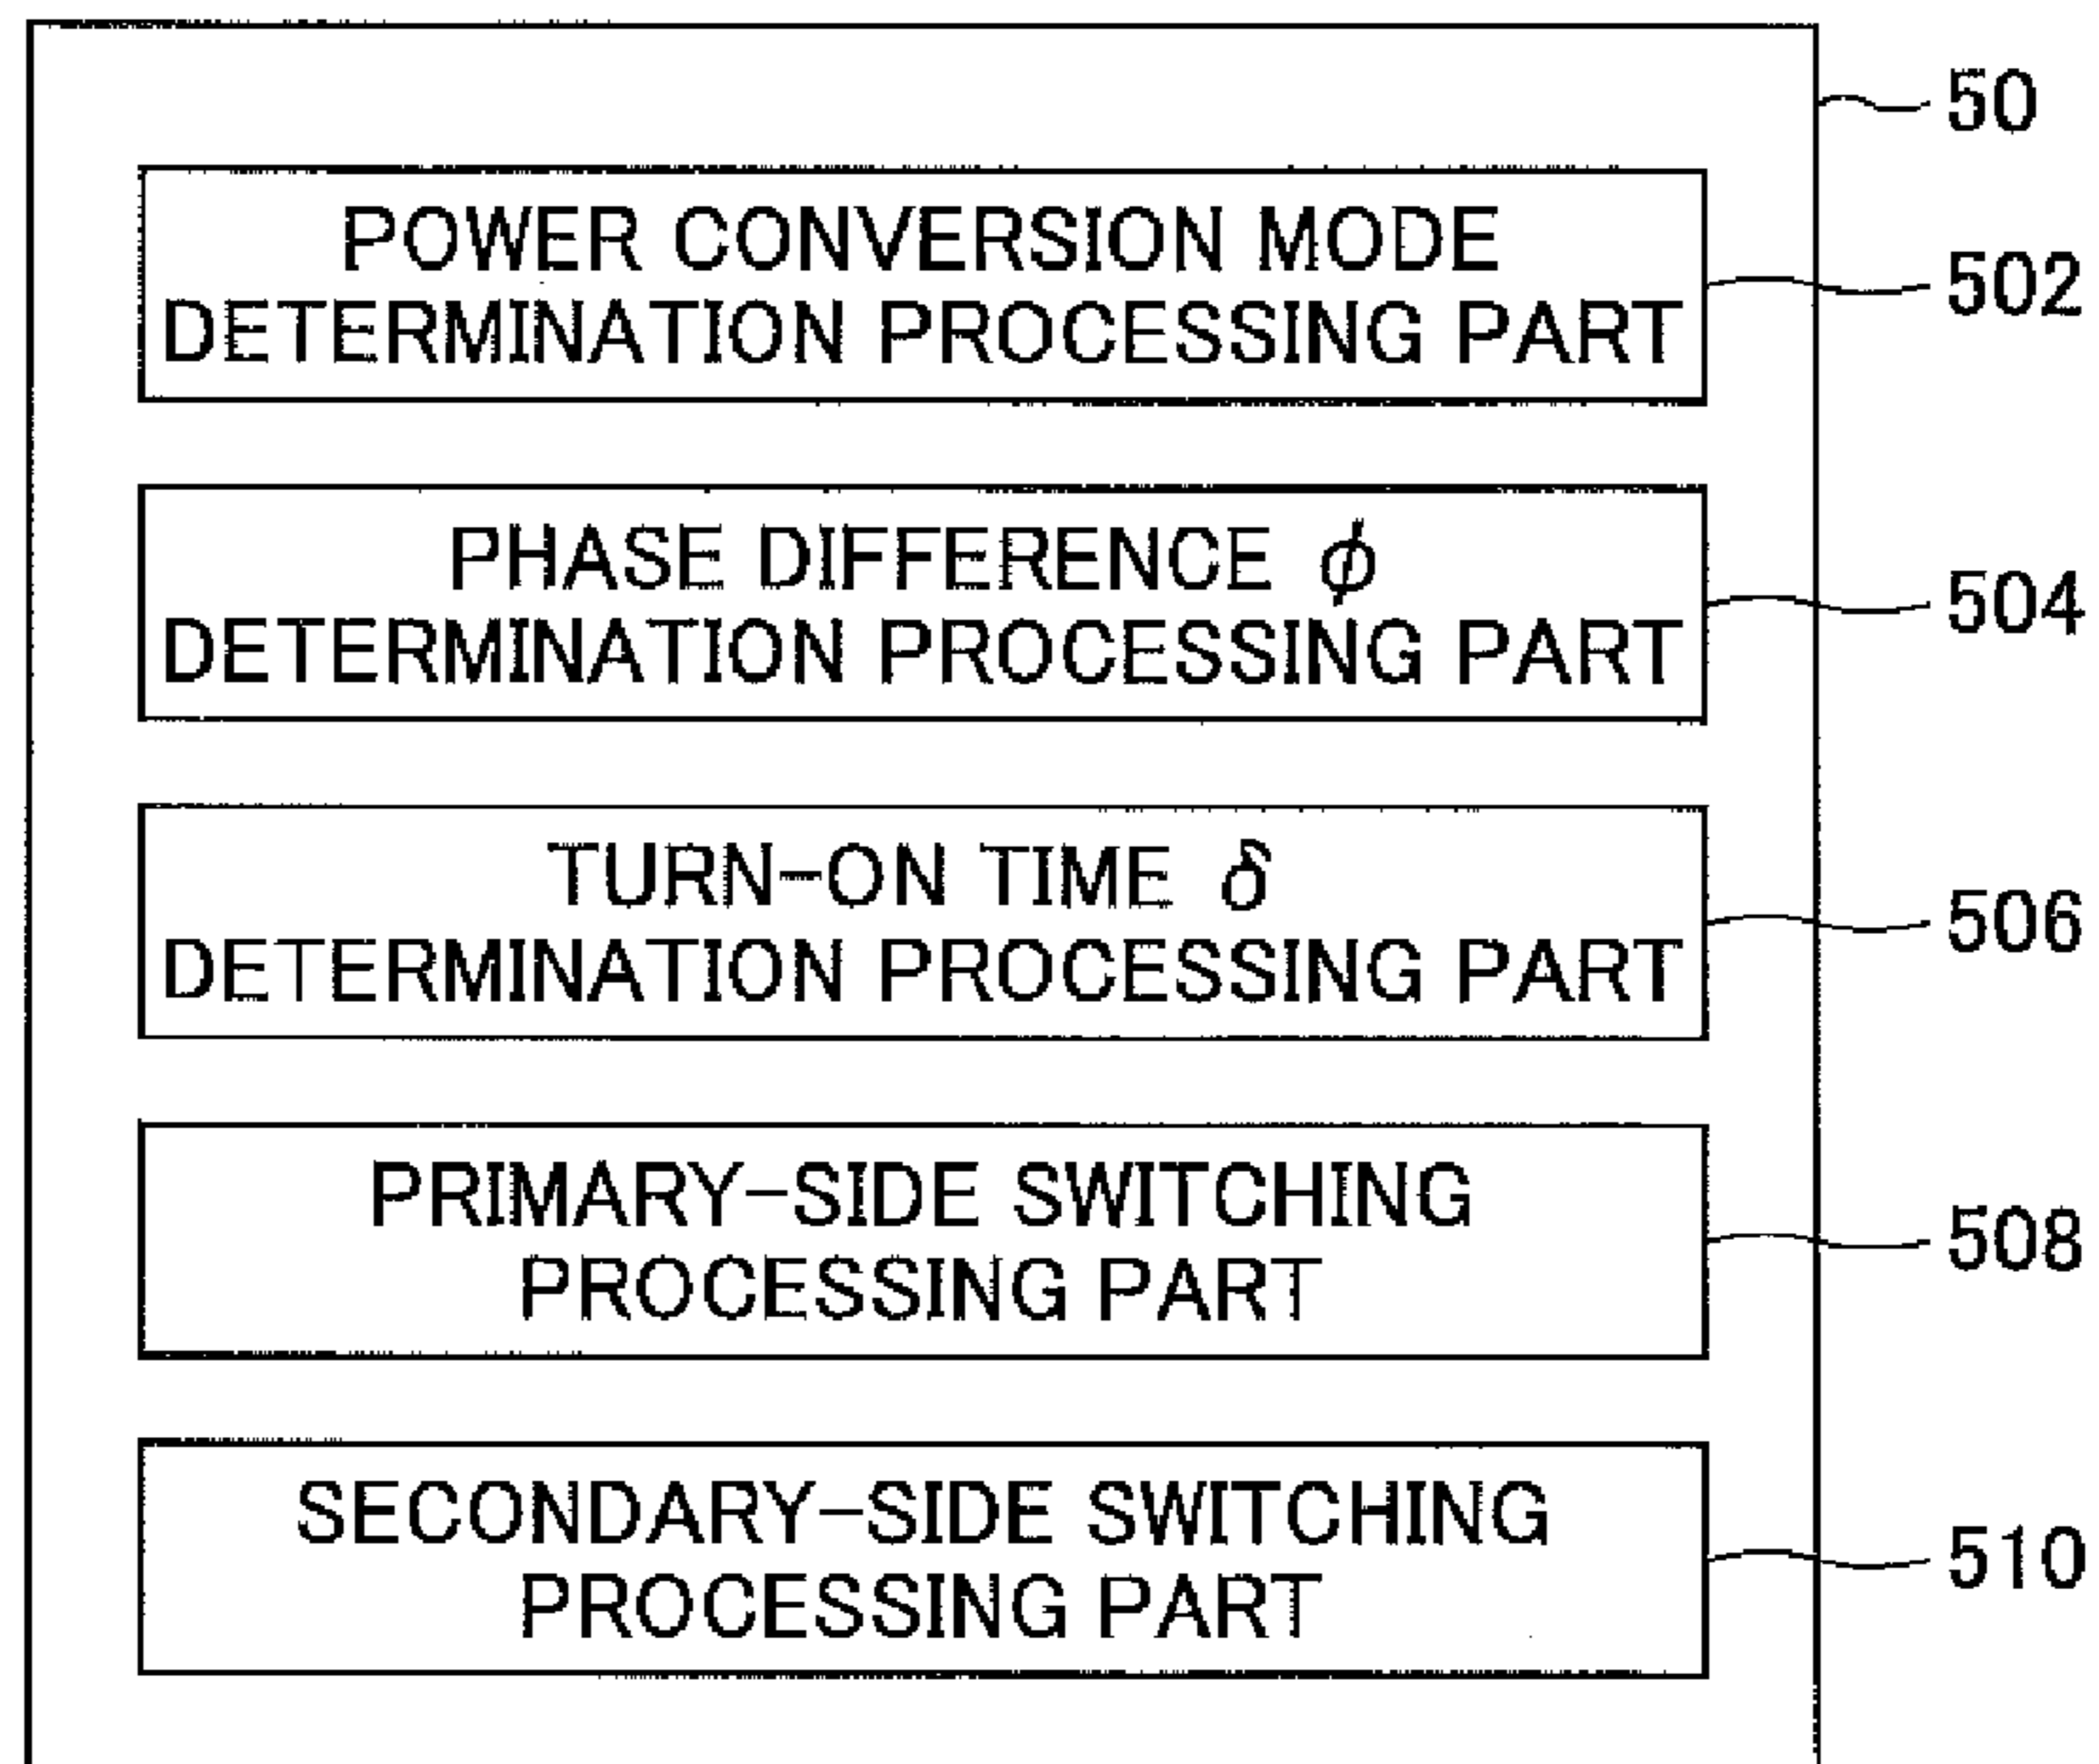 50
POWER CONVERSION MODE
DETERMINATION PROCESSING PART
502
PHASE DIFFERENCE ϕ
DETERMINATION PROCESSING PART
504
TURN-ON TIME δ
DETERMINATION PROCESSING PART
506
PRIMARY-SIDE SWITCHING
PROCESSING PART
508
SECONDARY-SIDE SWITCHING
PROCESSING PART
510